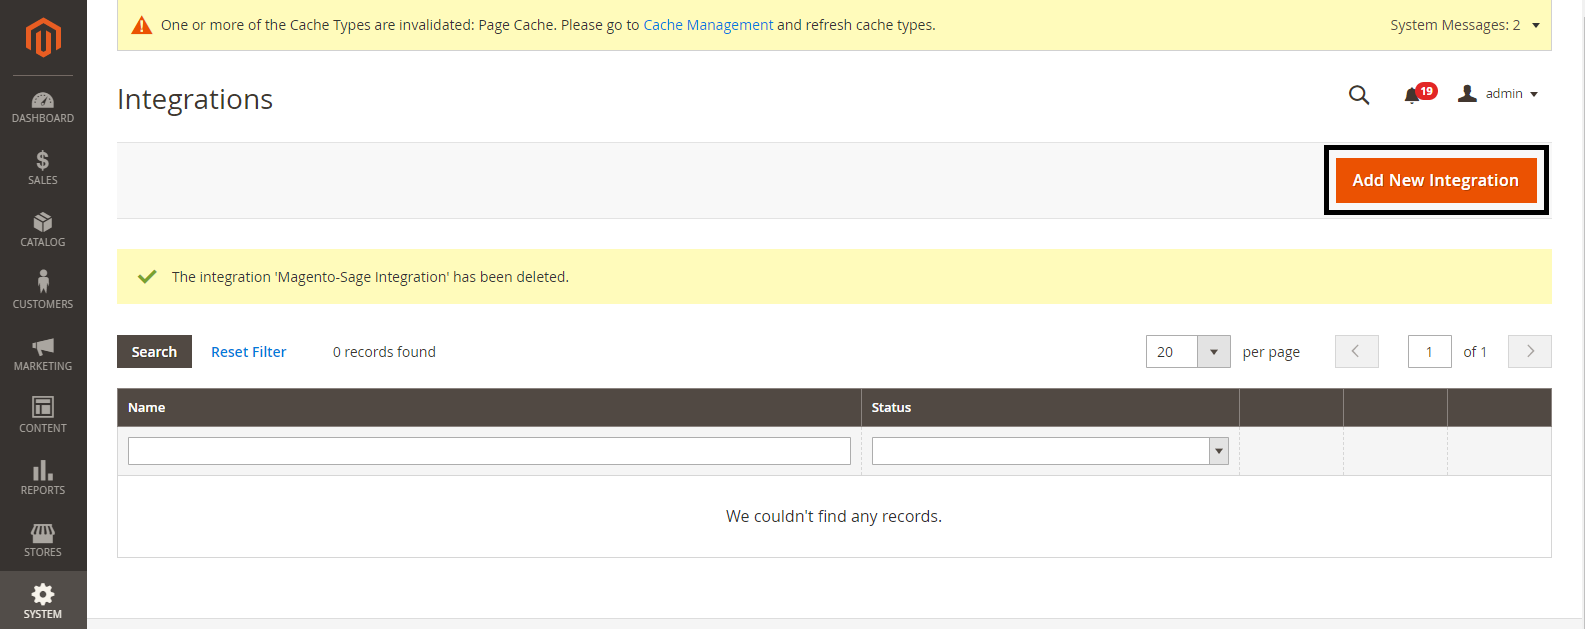 One or more of the Cache Types are invalidated: Page Cache. Please go to Cache Management and refresh cache types.
System Messages: 2
Integrations
19
admin
Add New Integration
The integration 'Magento-Sage Integration' has been deleted.
Search
Reset Filter
0 records found
20
per page
1
of 1
Name
Status
We couldn't find any records.
DASHBOARD
$
SALES
CATALOG
CUSTOMERS
MARKETING
CONTENT
REPORTS
STORES
SYSTEM